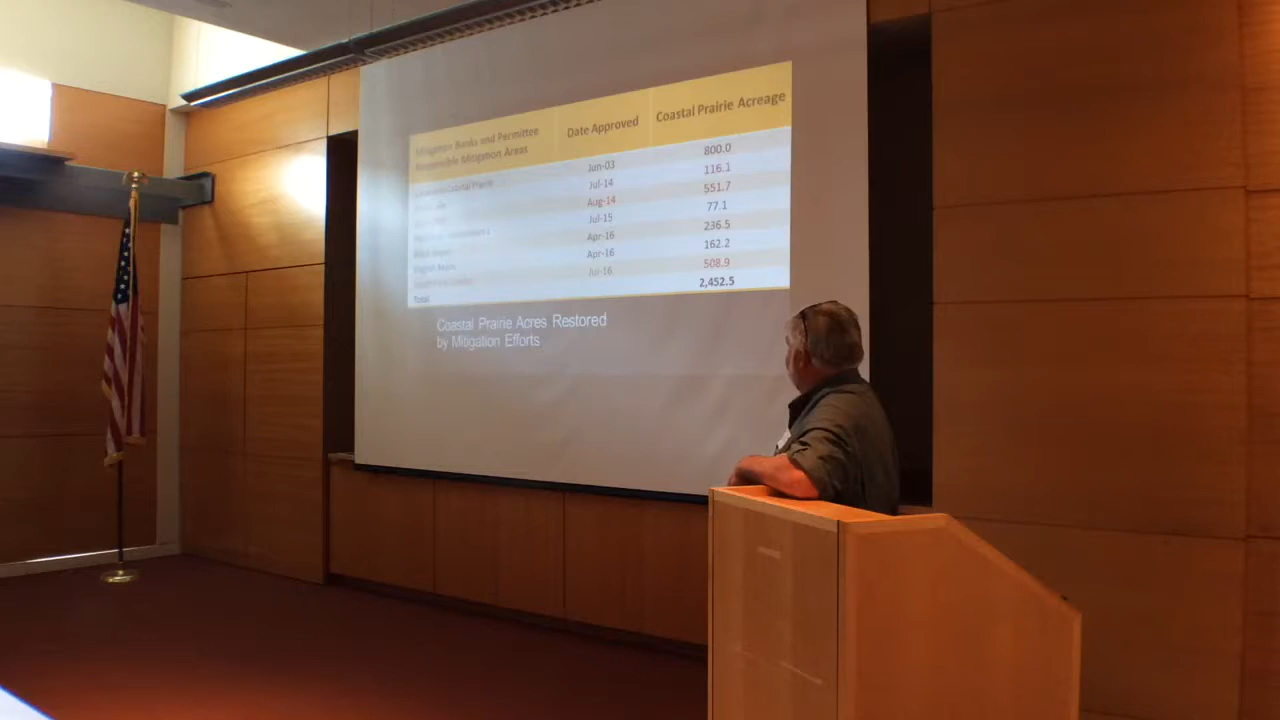 Mitigation Banks and Permittee
Responsible Mitigation Areas
Date Approved
Coastal Prairie Acreage
Coastal Prairie
Jun-03
800.0
Jul-14
116.1
Aug-14
551.7
Jul-15
77.1
Apr-16
236.5
Apr-16
162.2
Jul-16
508.9
Total
2,452.5
Coastal Prairie Acres Restored
by Mitigation Efforts